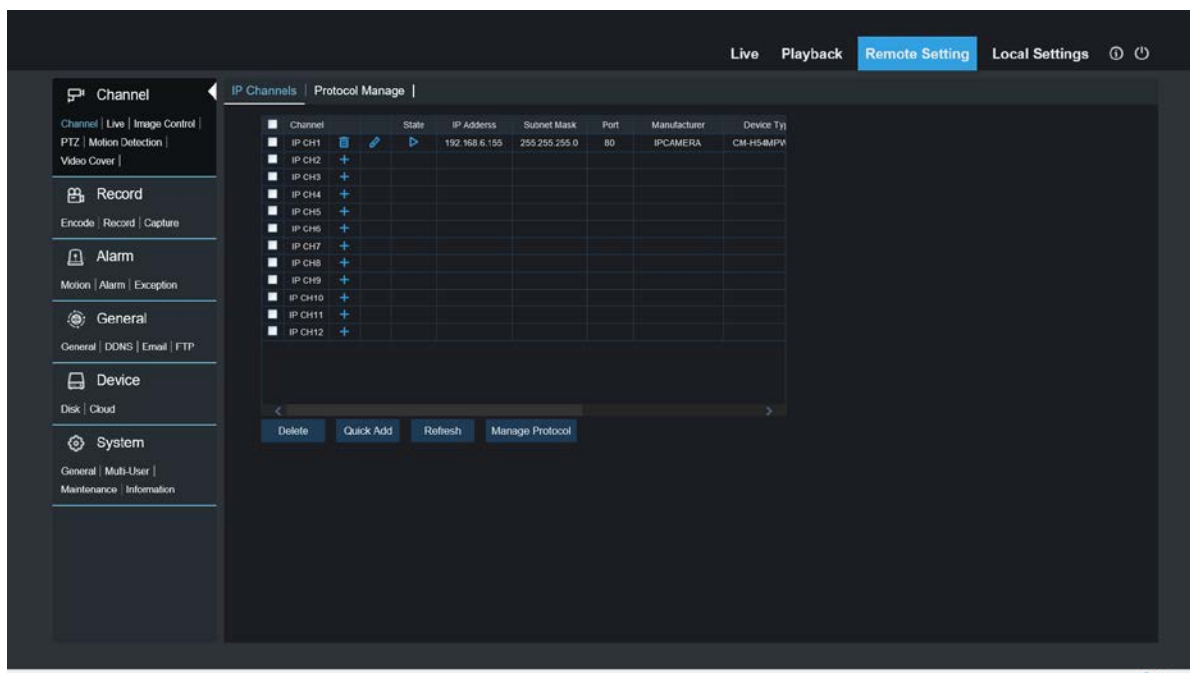 Live Playback Remote Setting Local Settings
Channel
Channel | Live | Image Control |
PTZ | Motion Detection |
Video Cover |
Record
Encode | Record | Capture
Alarm
Motion | Alarm | Exception
General
General | DDNS | Email | FTP
Device
Disk | Cloud
System
General | Multi-User |
Maintenance | Information
IP Channels | Protocol Manage |
Channel State IP Adderss Subnet Mask Port Manufacturer Device Typ
IP CH1 192.168.6.155 255.255.255.0 80 IPCAMERA CM-H54MPW
IP CH2 +
IP CH3 +
IP CH4 +
IP CH5 +
IP CH6 +
IP CH7 +
IP CH8 +
IP CH9 +
IP CH10 +
IP CH11 +
IP CH12 +
Delete Quick Add Refresh Manage Protocol